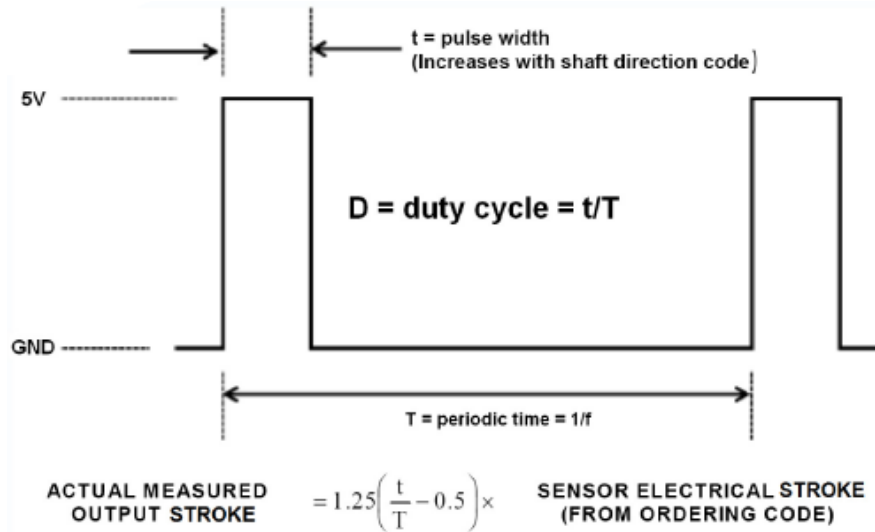 t = pulse width
(Increases with shaft direction code)
5V
D = duty cycle = t/T
GND
T = periodic time = 1/f
ACTUAL MEASURED OUTPUT STROKE = 1.25(t/T − 0.5) × SENSOR ELECTRICAL STROKE (FROM ORDERING CODE)